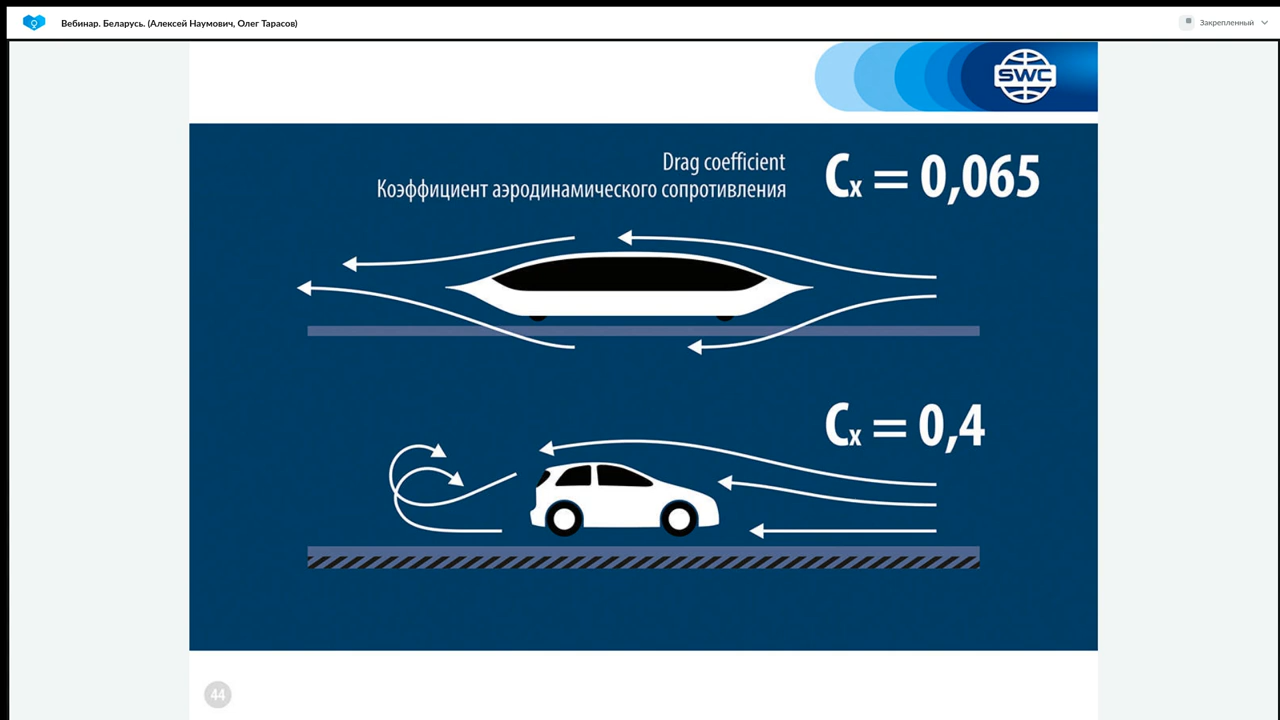 Вебинар. Беларусь. (Алексей Наумович, Олег Тарасов)
Закрепленный
SWC
Drag coefficient
Коэффициент аэродинамического сопротивления
Cx = 0,065
Cx = 0,4
44